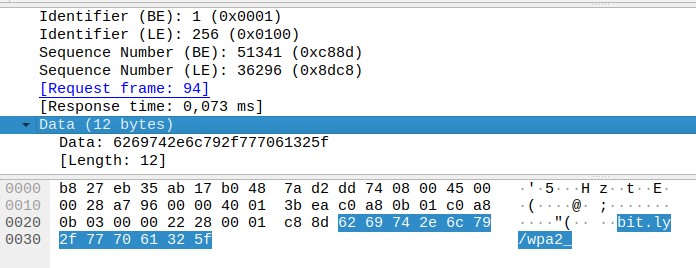 Identifier (BE): 1 (0x0001)
Identifier (LE): 256 (0x0100)
Sequence Number (BE): 51341 (0xc88d)
Sequence Number (LE): 36296 (0x8dc8)
[Request frame: 94]
[Response time: 0,073 ms]
Data (12 bytes)
Data: 6269742e6c792f777061325f
[Length: 12]
0000 b8 27 eb 35 ab 17 b0 48 7a d2 dd 74 08 00 45 00 ·'·5···H z··t··E·
0010 00 28 a7 96 00 00 40 01 3b ea c0 a8 0b 01 c0 a8 ·(····@· ;·······
0020 0b 03 00 00 22 28 00 01 c8 8d 62 69 74 2e 6c 79 ····"(·· ··bit.ly
0030 2f 77 70 61 32 5f /wpa2_